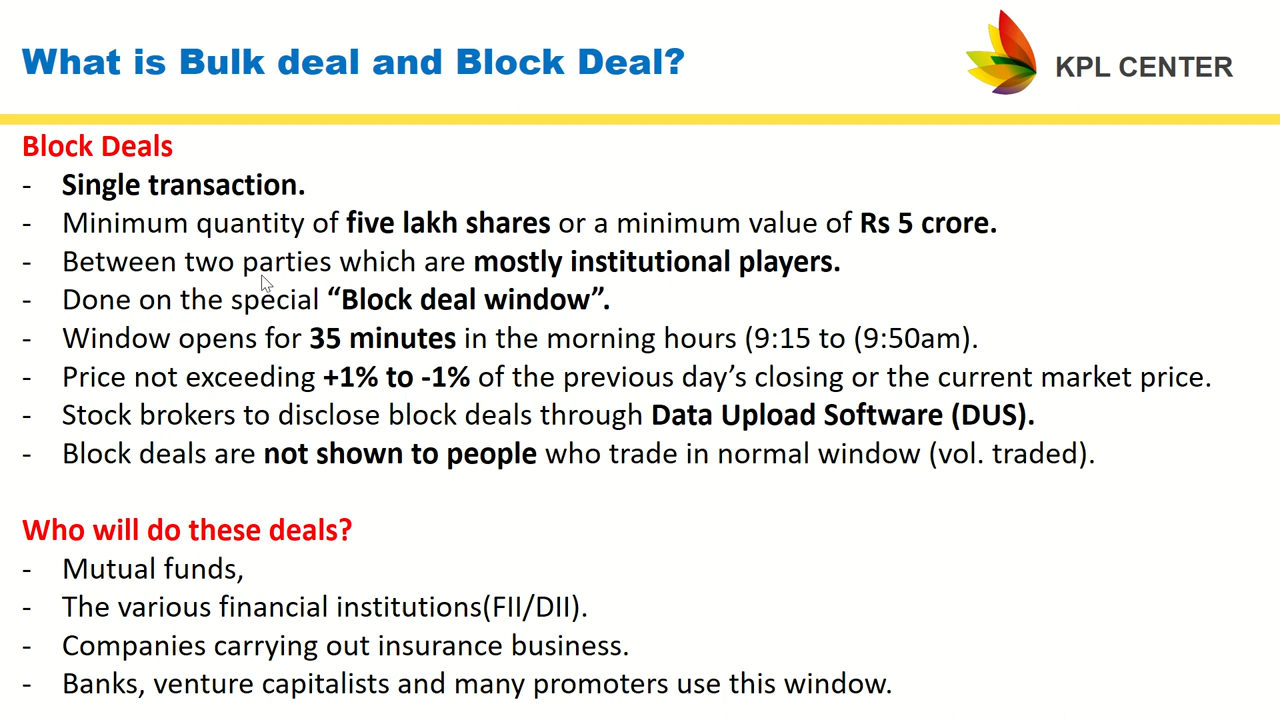 What is Bulk deal and Block Deal?
KPL CENTER
Block Deals
- Single transaction.
- Minimum quantity of five lakh shares or a minimum value of Rs 5 crore.
- Between two parties which are mostly institutional players.
- Done on the special “Block deal window”.
- Window opens for 35 minutes in the morning hours (9:15 to (9:50am).
- Price not exceeding +1% to -1% of the previous day’s closing or the current market price.
- Stock brokers to disclose block deals through Data Upload Software (DUS).
- Block deals are not shown to people who trade in normal window (vol. traded).
Who will do these deals?
- Mutual funds,
- The various financial institutions(FII/DII).
- Companies carrying out insurance business.
- Banks, venture capitalists and many promoters use this window.